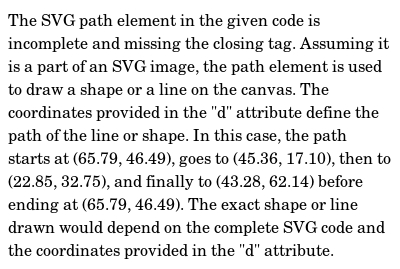 The SVG path element in the given code is
incomplete and missing the closing tag. Assuming it
is a part of an SVG image, the path element is used
to draw a shape or a line on the canvas. The
coordinates provided in the "d" attribute define the
path of the line or shape. In this case, the path
starts at (65.79, 46.49), goes to (45.36, 17.10), then to
(22.85, 32.75), and finally to (43.28, 62.14) before
ending at (65.79, 46.49). The exact shape or line
drawn would depend on the complete SVG code and
the coordinates provided in the "d" attribute.